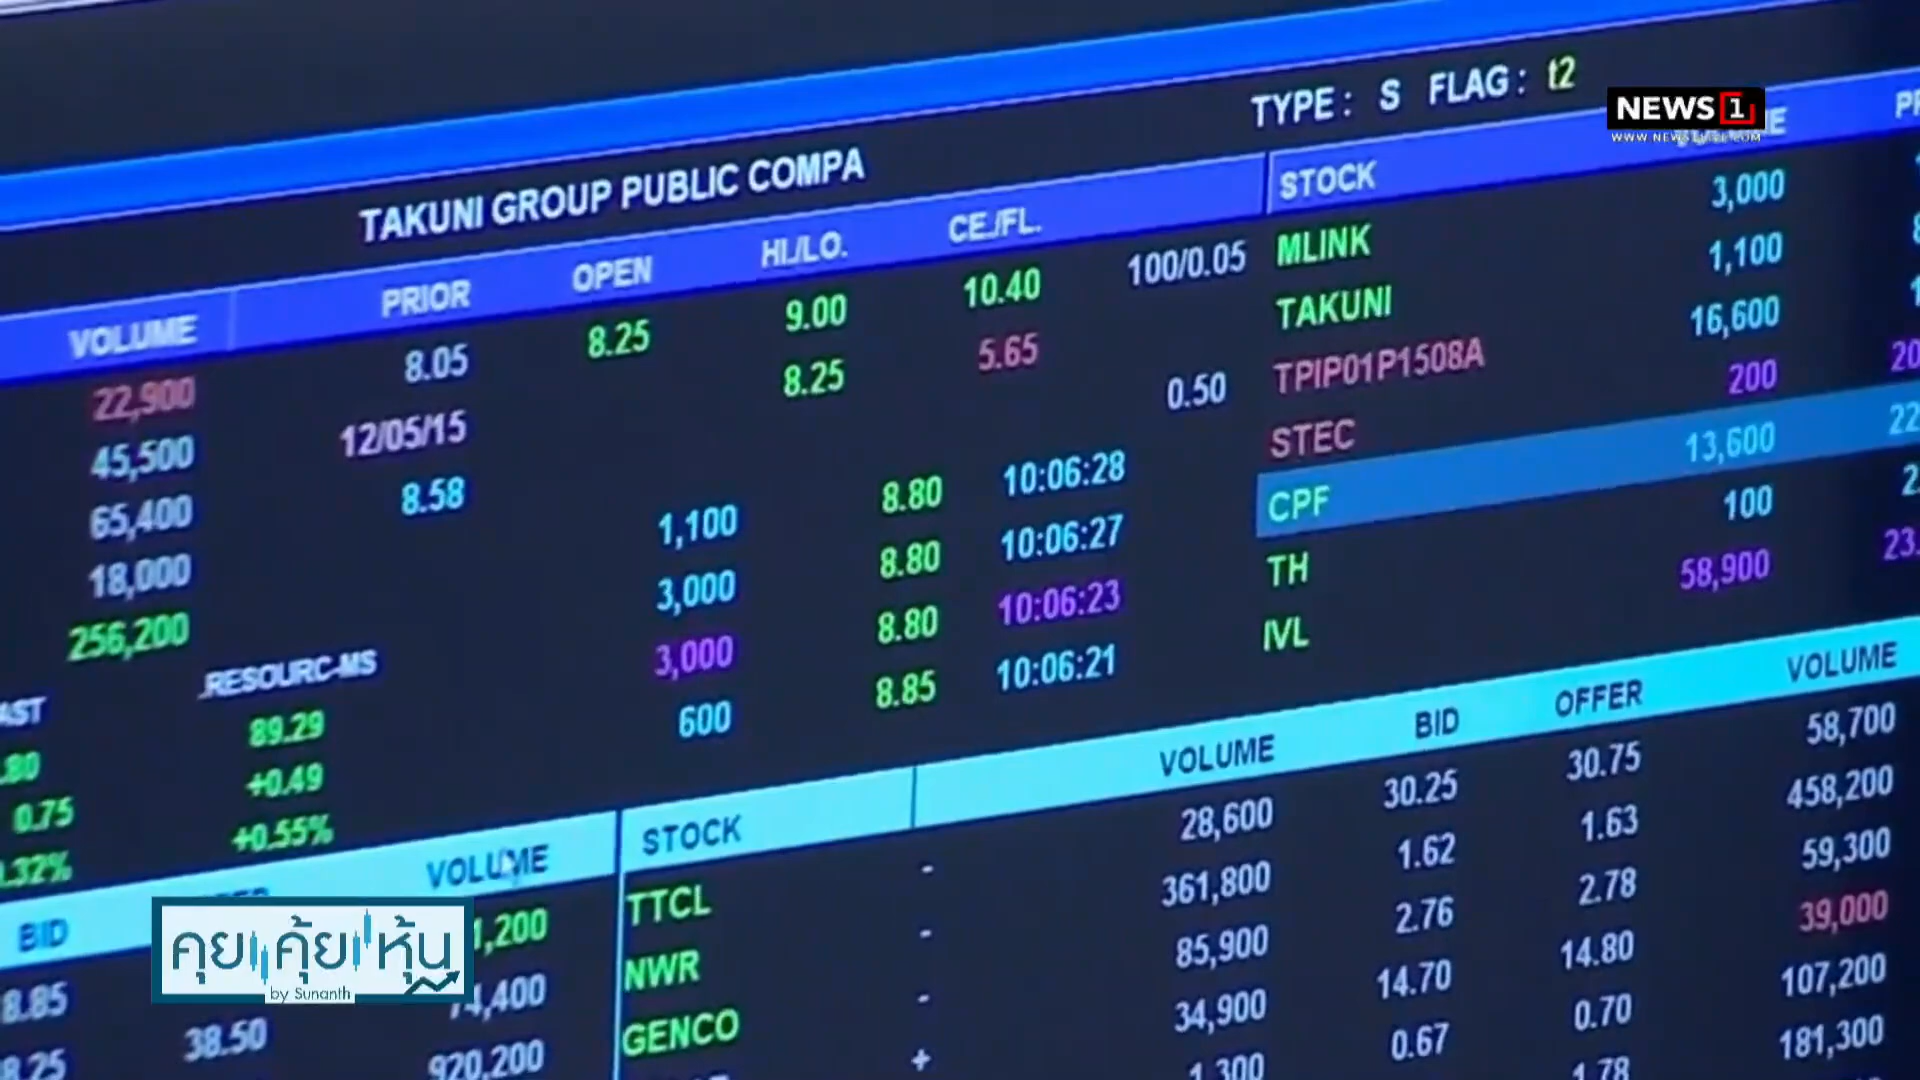 TYPE : S FLAG : t2
NEWS 1
TAKUNI GROUP PUBLIC COMPA
VOLUME PRIOR OPEN HI./LO. CE./FL.
22,900 8.05 8.25 9.00 10.40 100/0.05
45,500 12/05/15 8.25 5.65 0.50
65,400 8.58
18,000
256,200
1,100 8.80 10:06:28
3,000 8.80 10:06:27
3,000 8.80 10:06:23
600 8.85 10:06:21
STOCK
MLINK 3,000
TAKUNI 1,100
TPIP01P1508A 16,600
STEC 200
CPF 13,600
TH 100
IVL 58,900
.RESOURC-MS
89.29
+0.49
+0.55%
0.75
BID VOLUME
8.85
38.50
920,200
STOCK VOLUME BID OFFER VOLUME
TTCL - 28,600 30.25 30.75 58,700
NWR - 361,800 1.62 1.63 458,200
GENCO - 85,900 2.76 2.78 59,300
+ 34,900 14.70 14.80 39,000
1,300 0.67 0.70 107,200
1.78 181,300
คุย คุ้ย หุ้น
by Sunanth